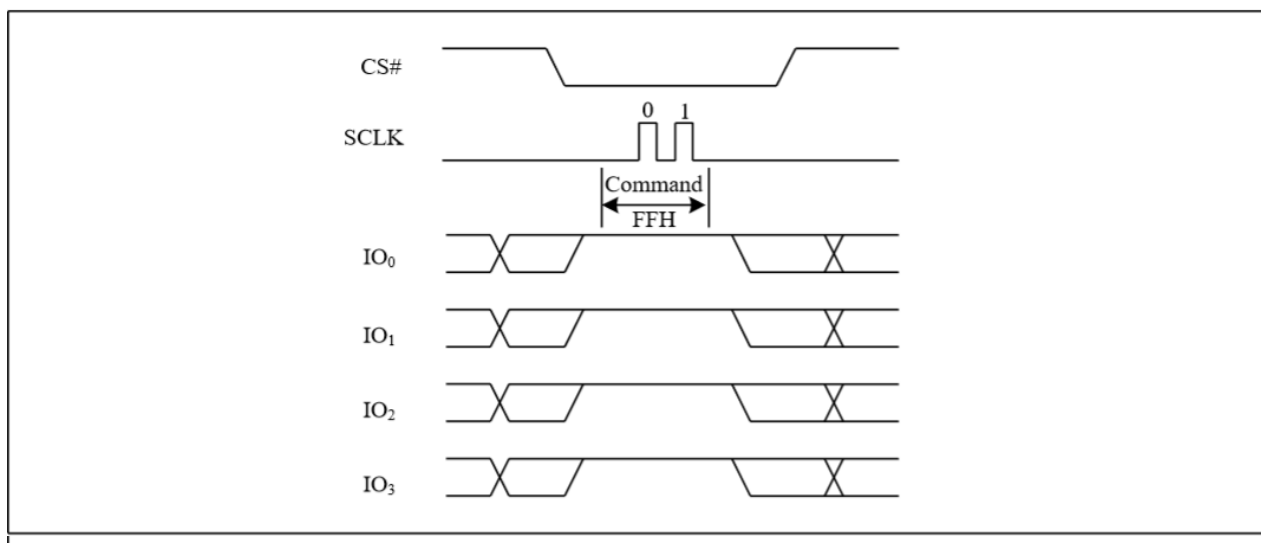 CS#
0 1
SCLK
Command
FFH
IO₀
IO₁
IO₂
IO₃